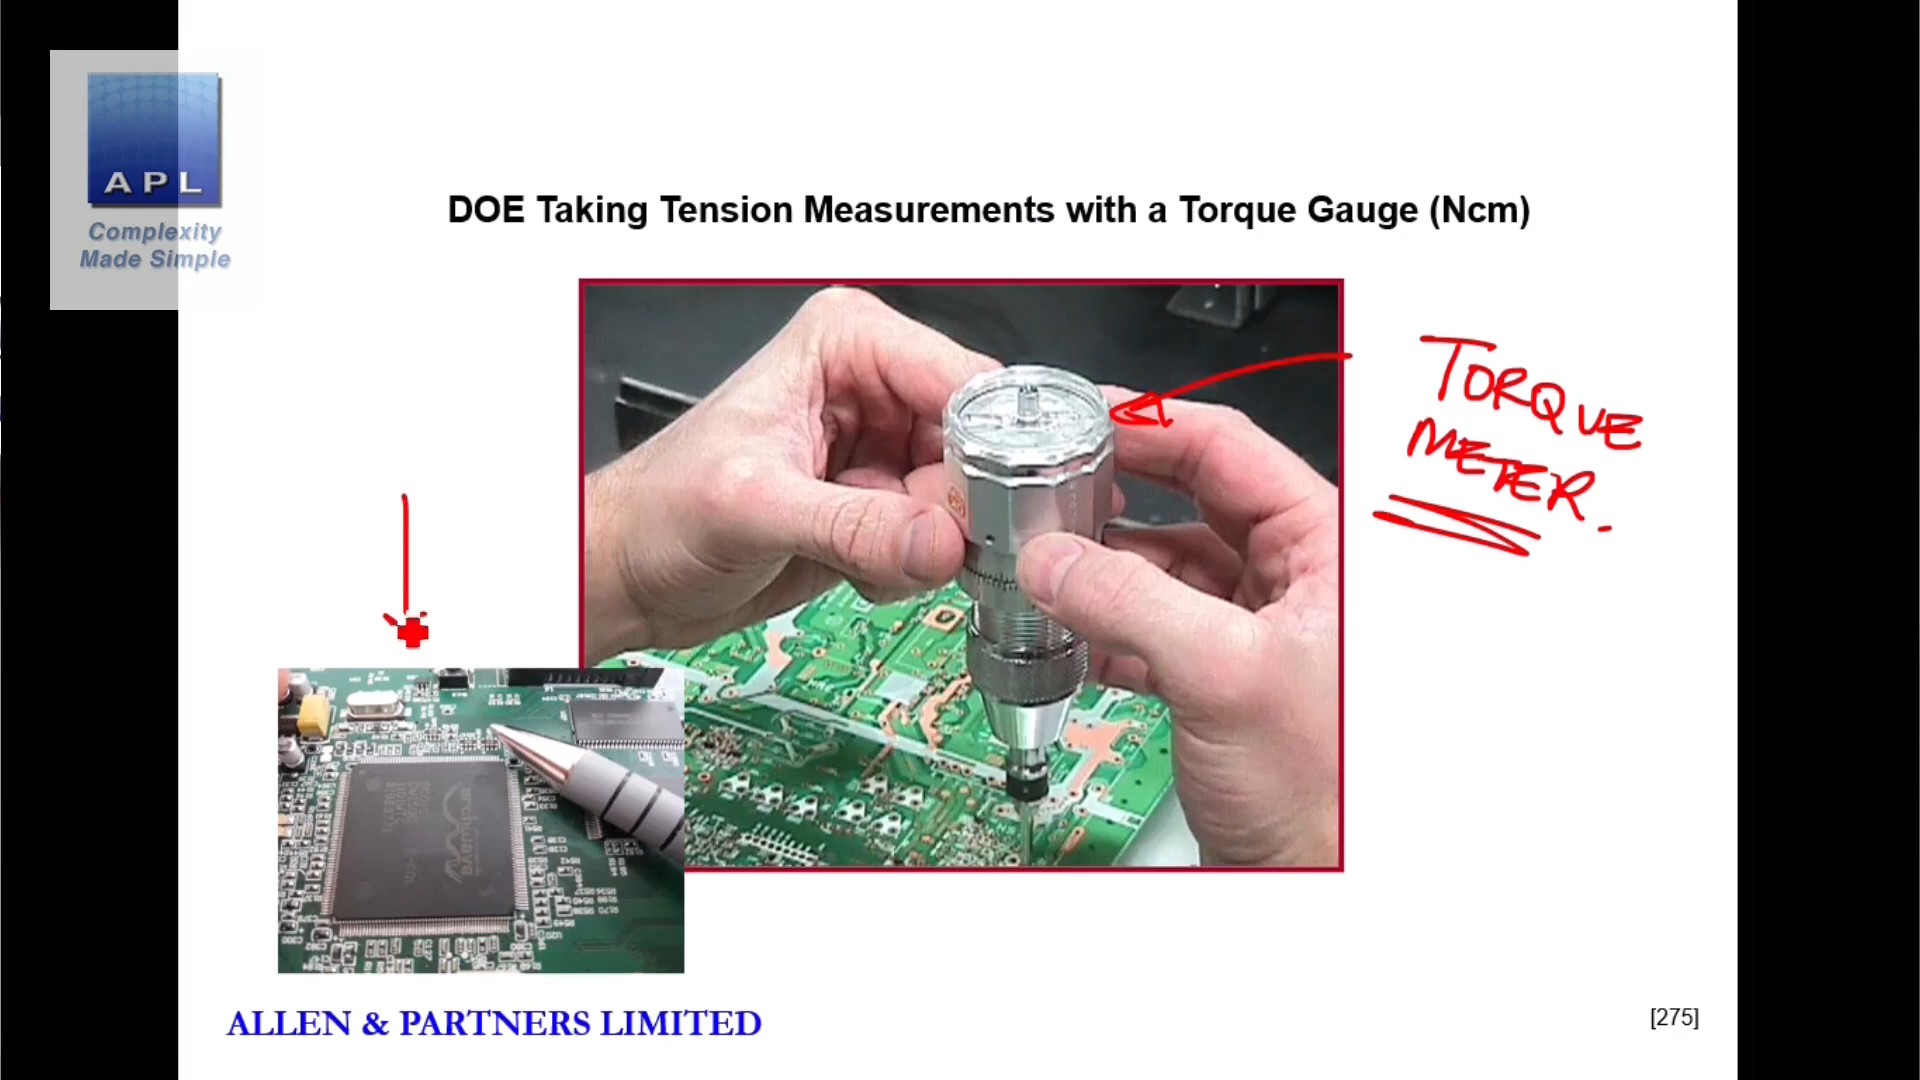 APL
Complexity
Made Simple
DOE Taking Tension Measurements with a Torque Gauge (Ncm)
TORQUE
METER.
ALLEN & PARTNERS LIMITED
[275]